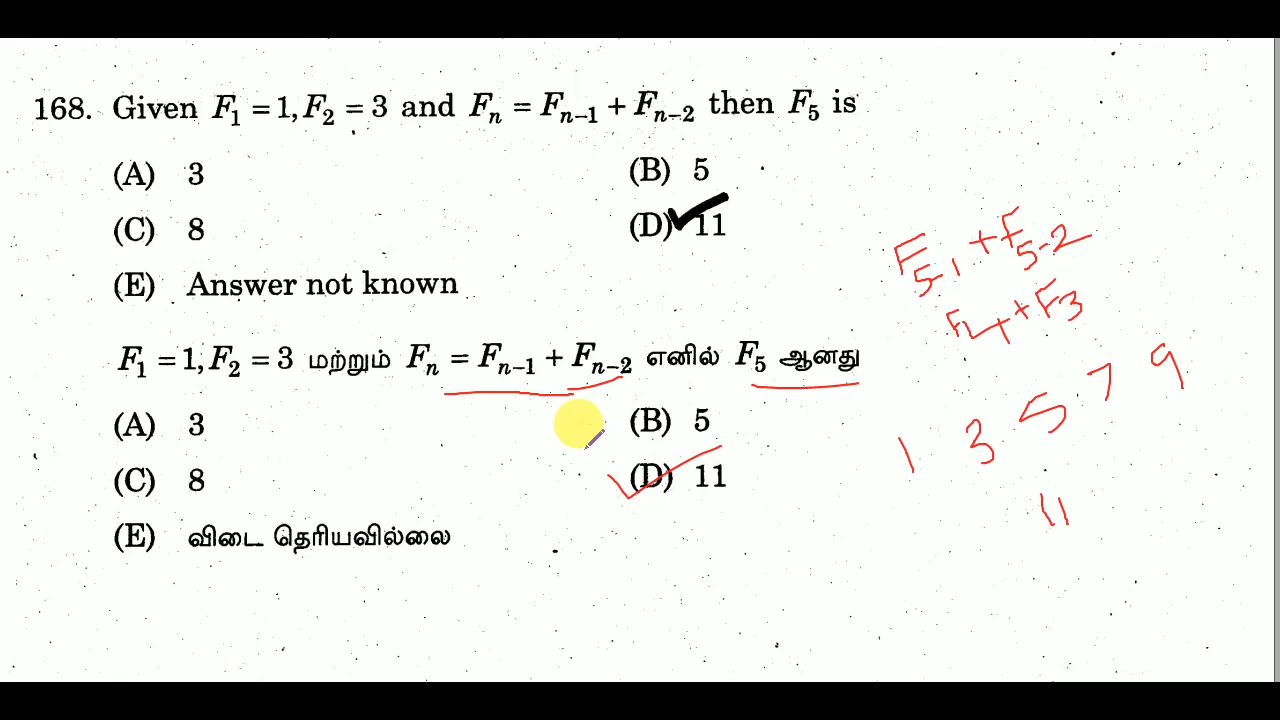 168. Given F₁ = 1, F₂ = 3 and Fₙ = Fₙ₋₁ + Fₙ₋₂ then F₅ is
(A) 3 (B) 5
(C) 8 (D) 11
(E) Answer not known
F₁ = 1, F₂ = 3 மற்றும் Fₙ = Fₙ₋₁ + Fₙ₋₂ எனில் F₅ ஆனது
(A) 3 (B) 5
(C) 8 (D) 11
(E) விடை தெரியவில்லை
F₅₋₁ + F₅₋₂
F₄ + F₃
1 3 5 7 9
11